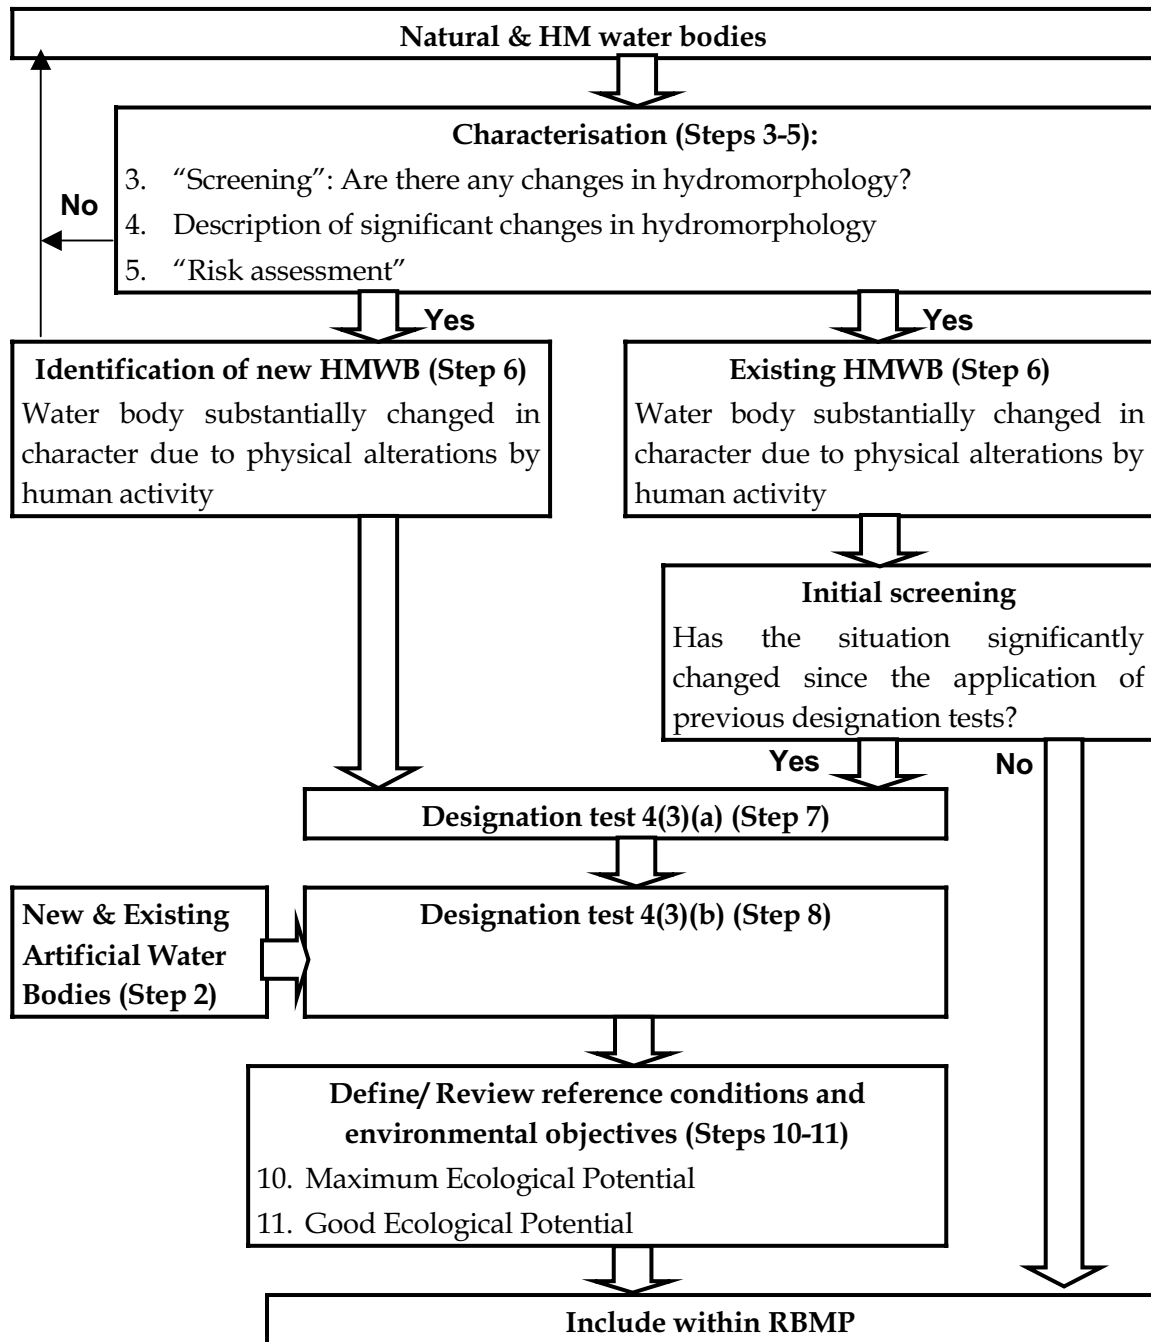 Natural & HM water bodies
Characterisation (Steps 3-5):
3. “Screening”: Are there any changes in hydromorphology?
No
4. Description of significant changes in hydromorphology
5. “Risk assessment”
Yes
Yes
Identification of new HMWB (Step 6)
Water body substantially changed in
character due to physical alterations by
human activity
Existing HMWB (Step 6)
Water body substantially changed in
character due to physical alterations by
human activity
Initial screening
Has the situation significantly
changed since the application of
previous designation tests?
Yes
No
Designation test 4(3)(a) (Step 7)
New & Existing
Artificial Water
Bodies (Step 2)
Designation test 4(3)(b) (Step 8)
Define/ Review reference conditions and
environmental objectives (Steps 10-11)
10. Maximum Ecological Potential
11. Good Ecological Potential
Include within RBMP